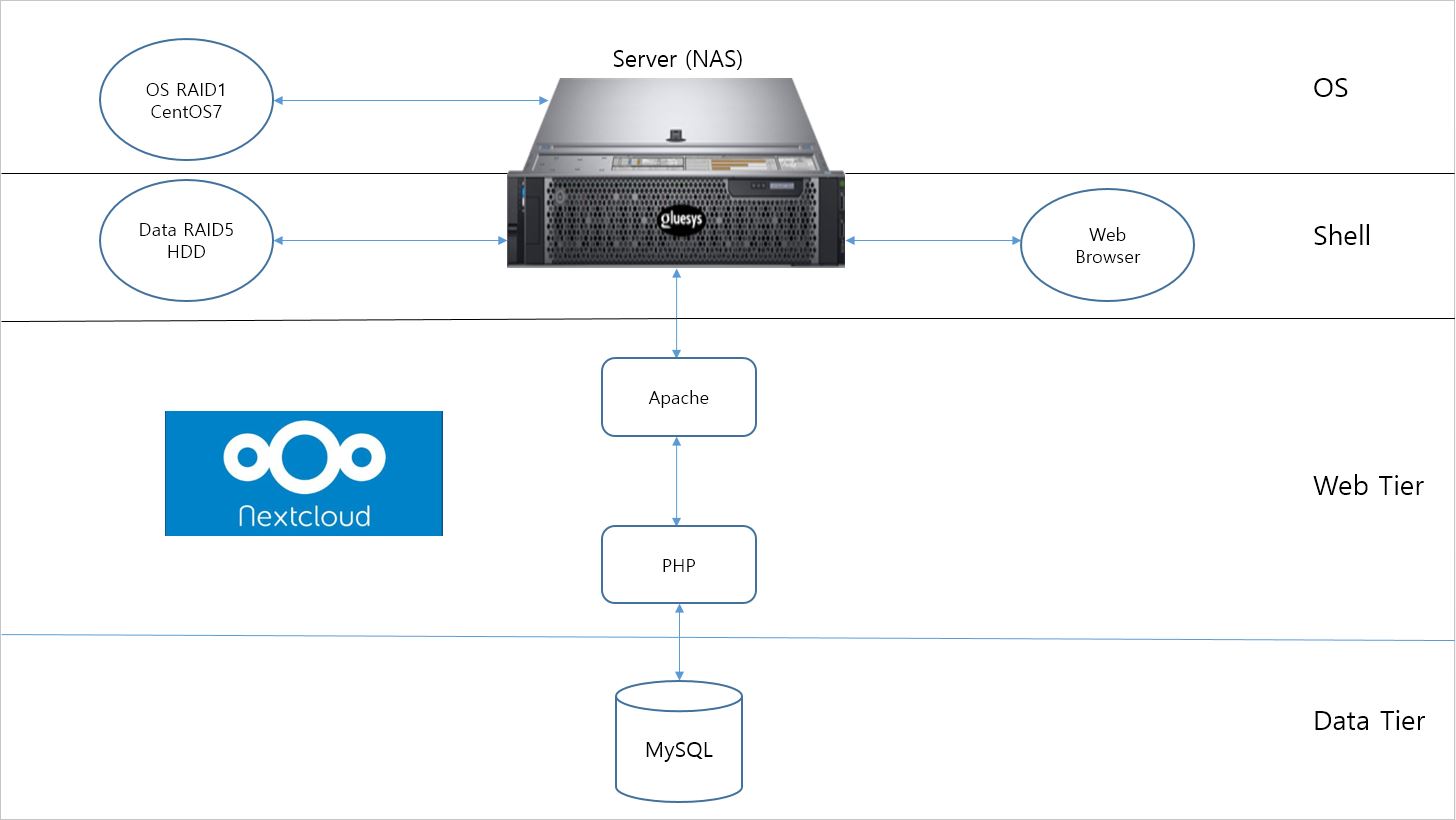 Server (NAS)
OS RAID1
CentOS7
OS
Data RAID5
HDD
gluesys
Web
Browser
Shell
Apache
Nextcloud
Web Tier
PHP
MySQL
Data Tier